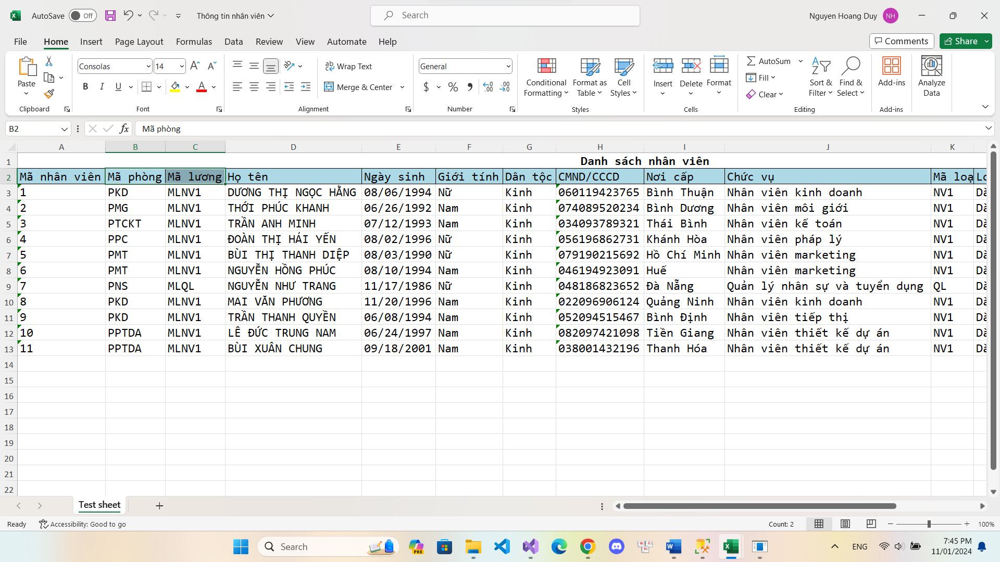 AutoSave Off Thông tin nhân viên Search Nguyen Hoang Duy NH
File Home Insert Page Layout Formulas Data Review View Automate Help Comments Share
Paste Consolas 14 Wrap Text General Conditional Formatting Format as Table Cell Styles Insert Delete Format AutoSum Fill Clear Sort & Filter Find & Select Add-ins Analyze Data
B I U Merge & Center $ %
Clipboard Font Alignment Number Styles Cells Editing Add-ins
B2 fx Mã phòng
A B C D E F G H I J K
1 Danh sách nhân viên
2 Mã nhân viên Mã phòng Mã lương Họ tên Ngày sinh Giới tính Dân tộc CMND/CCCD Nơi cấp Chức vụ Mã loạ
3 1 PKD MLNV1 DƯƠNG THỊ NGỌC HẰNG 08/06/1994 Nữ Kinh 060119423765 Bình Thuận Nhân viên kinh doanh NV1
4 2 PMG MLNV1 THỚI PHÚC KHANH 06/26/1992 Nam Kinh 074089520234 Bình Dương Nhân viên môi giới NV1
5 3 PTCKT MLNV1 TRẦN ANH MINH 07/12/1993 Nam Kinh 034093789321 Thái Bình Nhân viên kế toán NV1
6 4 PPC MLNV1 ĐOÀN THỊ HẢI YẾN 08/02/1996 Nữ Kinh 056196862731 Khánh Hòa Nhân viên pháp lý NV1
7 5 PMT MLNV1 BÙI THỊ THANH DIỆP 08/03/1990 Nữ Kinh 079190215692 Hồ Chí Minh Nhân viên marketing NV1
8 6 PMT MLNV1 NGUYỄN HỒNG PHÚC 08/10/1994 Nam Kinh 046194923091 Huế Nhân viên marketing NV1
9 7 PNS MLQL NGUYỄN NHƯ TRANG 11/17/1986 Nữ Kinh 048186823652 Đà Nẵng Quản lý nhân sự và tuyển dụng QL
10 8 PKD MLNV1 MAI VĂN PHƯƠNG 11/20/1996 Nam Kinh 022096906124 Quảng Ninh Nhân viên kinh doanh NV1
11 9 PKD MLNV1 TRẦN THANH QUYỀN 06/08/1994 Nam Kinh 052094515467 Bình Định Nhân viên tiếp thị NV1
12 10 PPTDA MLNV1 LÊ ĐỨC TRUNG NAM 06/24/1997 Nam Kinh 082097421098 Tiền Giang Nhân viên thiết kế dự án NV1
13 11 PPTDA MLNV1 BÙI XUÂN CHUNG 09/18/2001 Nam Kinh 038001432196 Thanh Hóa Nhân viên thiết kế dự án NV1
14
15
16
17
18
19
20
21
22
Test sheet
Ready Accessibility: Good to go Count: 2 100%
Search PRE ENG 7:45 PM
11/01/2024